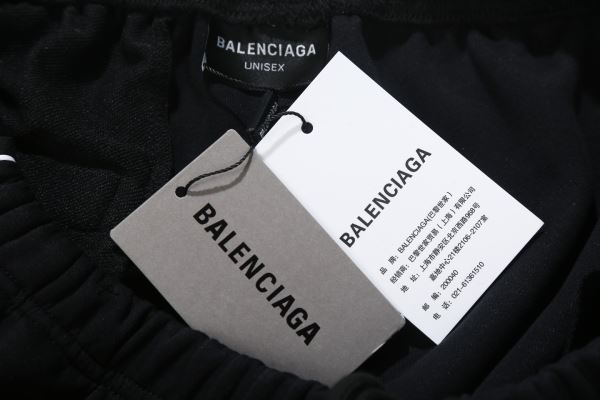 BALENCIAGA
UNISEX
BALENCIAGA
BALENCIAGA
品 牌: BALENCIAGA(巴黎世家)
经销商: 巴黎世家贸易(上海)有限公司
地 址: 上海市静安区北京西路968号
嘉地中心21楼2106-2107室
邮 编: 200040
电 话: 021-61361510